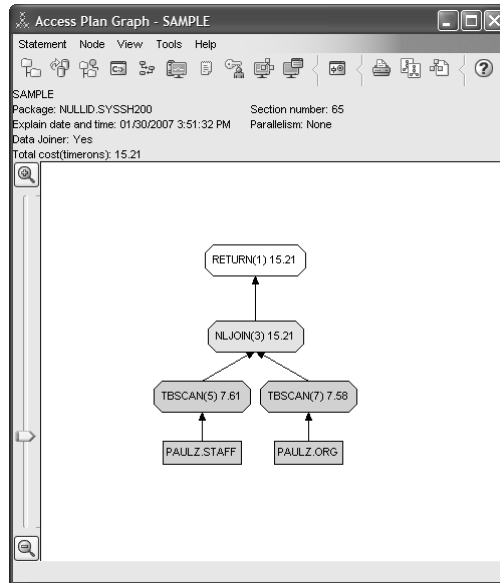 Access Plan Graph - SAMPLE
Statement Node View Tools Help
SAMPLE
Package: NULLID.SYSSH200 Section number: 65
Explain date and time: 01/30/2007 3:51:32 PM Parallelism: None
Data Joiner: Yes
Total cost(timerons): 15.21
RETURN(1) 15.21
NLJOIN(3) 15.21
TBSCAN(5) 7.61 TBSCAN(7) 7.58
PAULZ.STAFF PAULZ.ORG